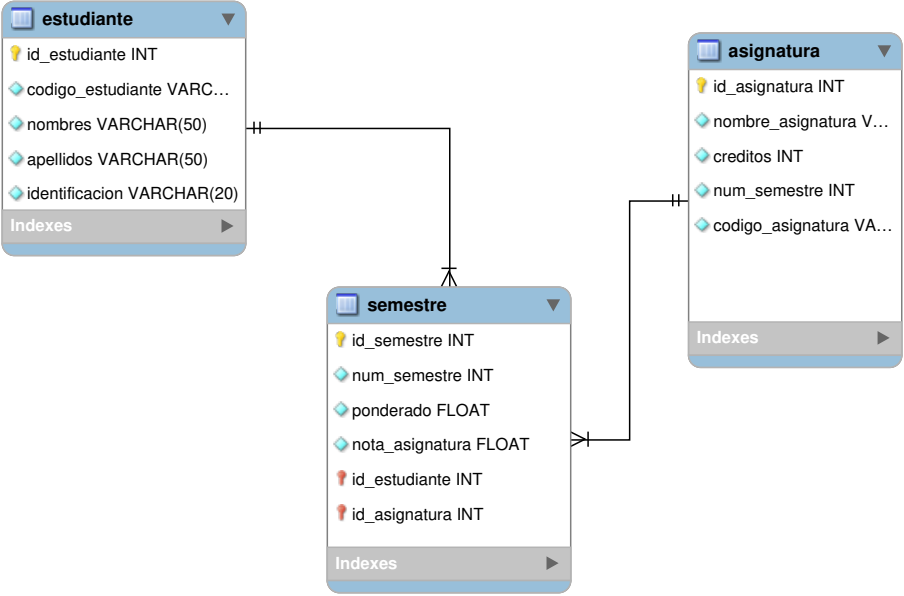 estudiante
id_estudiante INT
codigo_estudiante VARC...
nombres VARCHAR(50)
apellidos VARCHAR(50)
identificacion VARCHAR(20)
Indexes
asignatura
id_asignatura INT
nombre_asignatura V...
creditos INT
num_semestre INT
codigo_asignatura VA...
Indexes
semestre
id_semestre INT
num_semestre INT
ponderado FLOAT
nota_asignatura FLOAT
id_estudiante INT
id_asignatura INT
Indexes